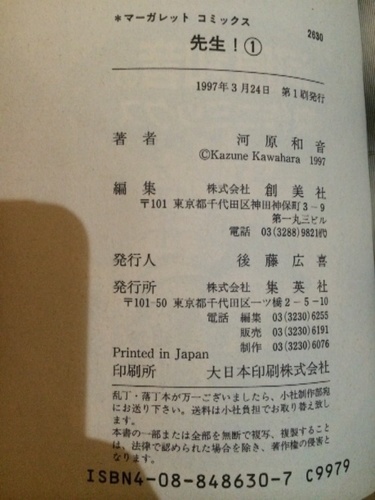 ＊マーガレット コミックス
2630
先生！①
1997年3月24日 第1刷発行
著者 河原和音
©Kazune Kawahara 1997
編集 株式会社 創美社
〒101 東京都千代田区神田神保町3－9
第一丸三ビル
電話 03(3288)9821㈹
発行人 後藤広喜
発行所 株式会社 集英社
〒101-50 東京都千代田区一ツ橋2－5－10
電話 編集 03(3230)6255
販売 03(3230)6191
制作 03(3230)6076
Printed in Japan
印刷所 大日本印刷株式会社
乱丁・落丁本が万一ございましたら、小社制作部宛
にお送り下さい。送料は小社負担でお取り替え致し
ます。
本書の一部または全部を無断で複写、複製すること
は、法律で認められた場合を除き、著作権の侵害と
なります。
ISBN4-08-848630-7 C9979